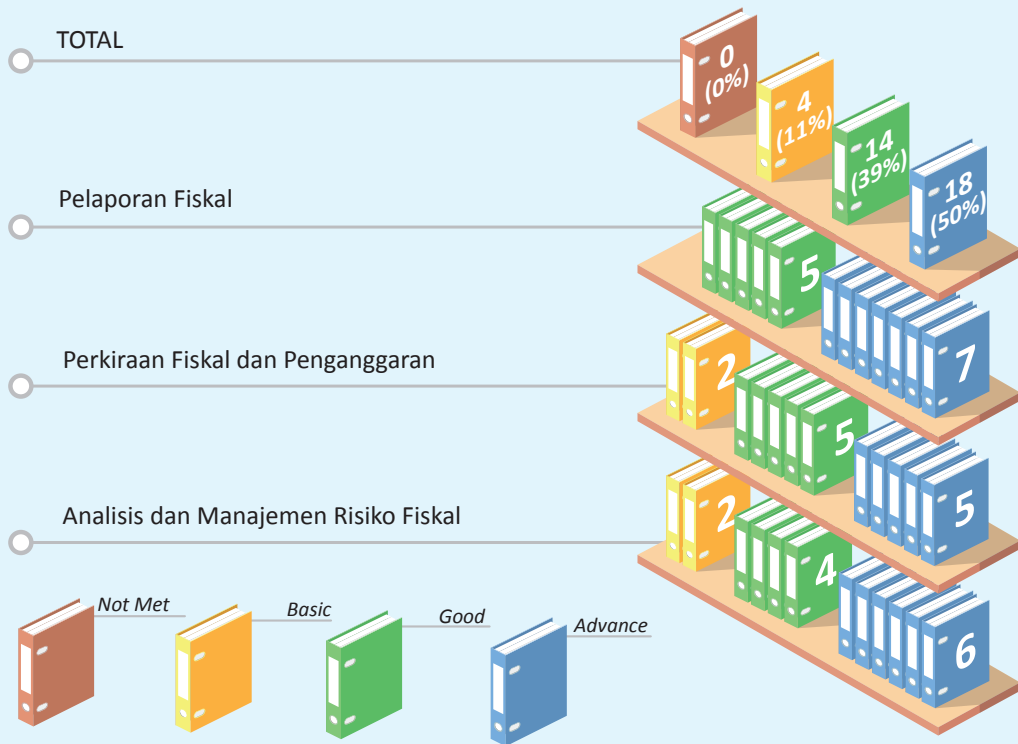 TOTAL
0
(0%)
4
(11%)
14
(39%)
18
(50%)
Pelaporan Fiskal
5
7
Perkiraan Fiskal dan Penganggaran
2
5
5
Analisis dan Manajemen Risiko Fiskal
2
4
6
Not Met
Basic
Good
Advance